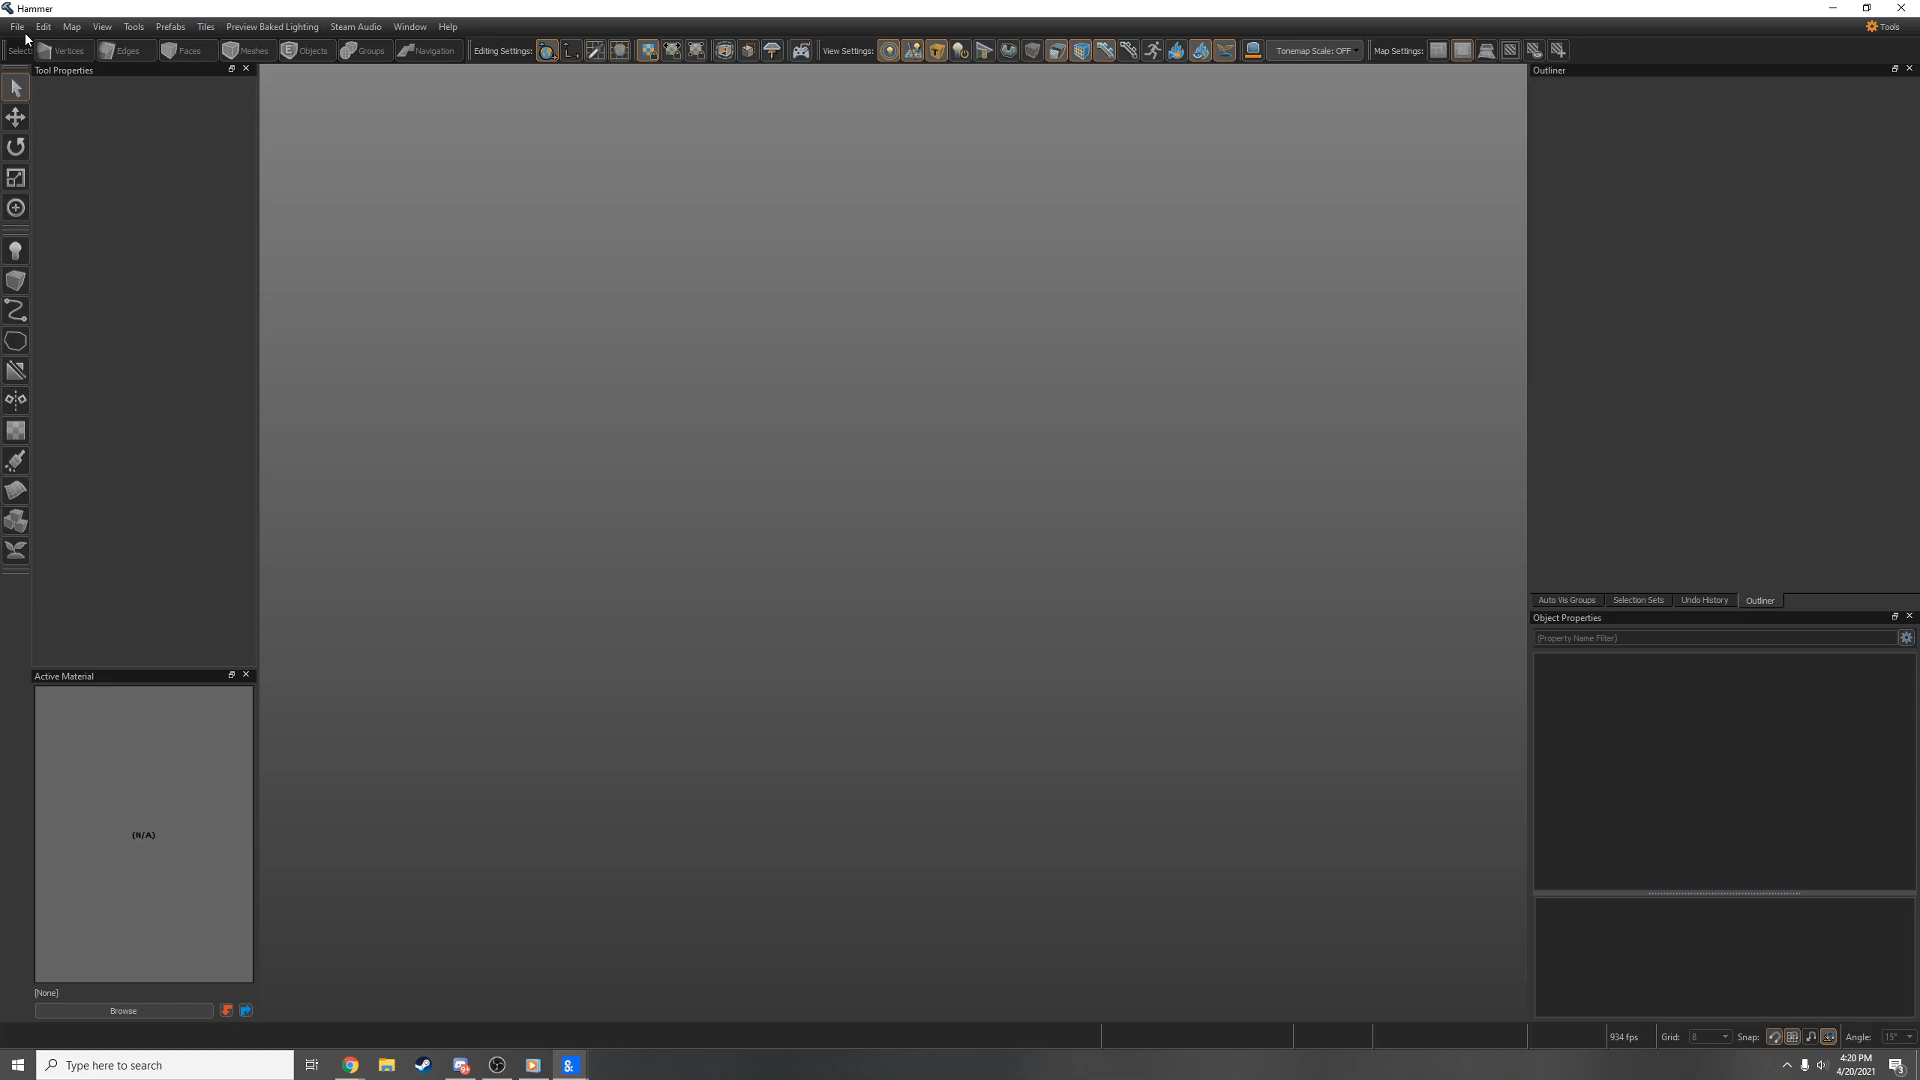 Hammer
File Edit Map View Tools Prefabs Tiles Preview Baked Lighting Steam Audio Window Help
Tools
Select Vertices Edges Faces Meshes Objects Groups Navigation Editing Settings: View Settings: Tonemap Scale: OFF Map Settings:
Tool Properties
Outliner
Auto Vis Groups Selection Sets Undo History Outliner
Object Properties
(Property Name Filter)
Active Material
(N/A)
[None]
Browse
934 fps Grid: 8 Snap: Angle: 15°
Type here to search
4:20 PM
4/20/2021